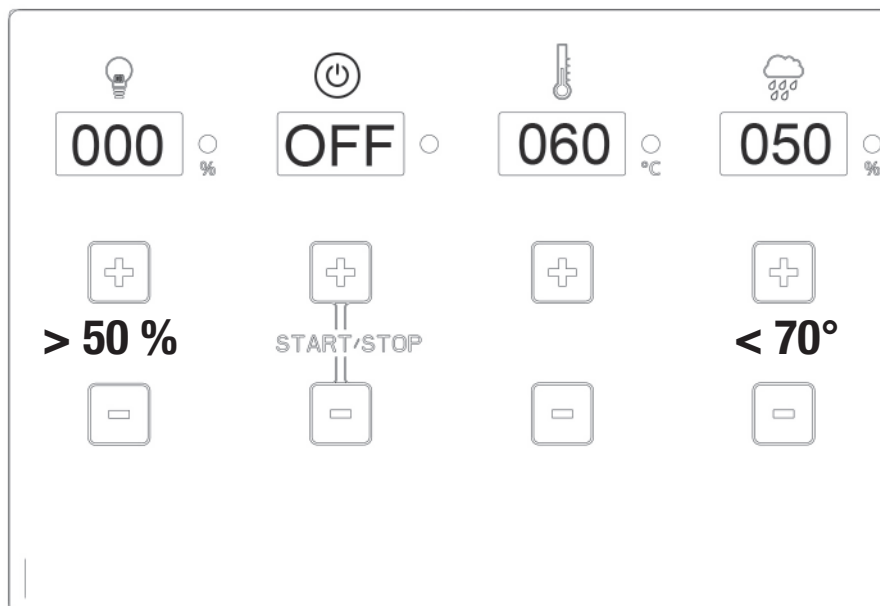 000 % OFF 060 °C 050 %
+ + + +
> 50 % START/STOP < 70°
- - - -